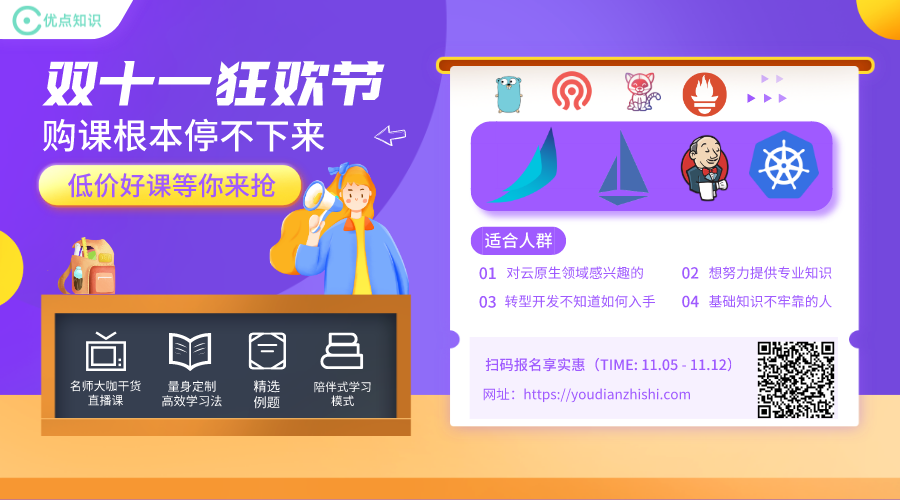 优点知识
双十一狂欢节
购课根本停不下来
低价好课等你来抢
名师大咖干货
直播课
量身定制
高效学习法
精选
例题
陪伴式学习
模式
适合人群
01 对云原生领域感兴趣的
02 想努力提供专业知识
03 转型开发不知道如何入手
04 基础知识不牢靠的人
扫码报名享实惠（TIME: 11.05 - 11.12）
网址：https://youdianzhishi.com